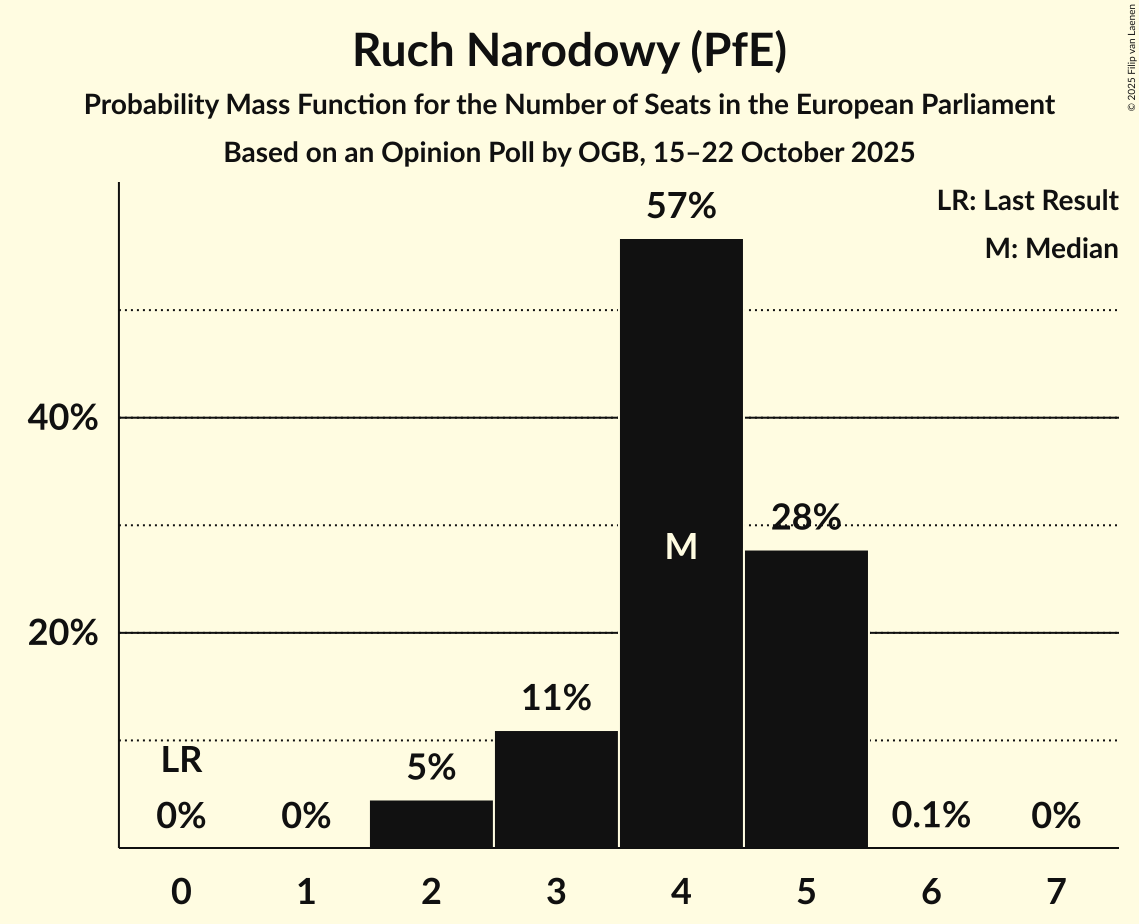 Ruch Narodowy (PfE)
Probability Mass Function for the Number of Seats in the European Parliament
Based on an Opinion Poll by OGB, 15–22 October 2025
© 2025 Filip van Laenen
LR: Last Result
M: Median
57%
40%
28%
M
20%
11%
LR
5%
0%
0%
0.1%
0%
0
1
2
3
4
5
6
7